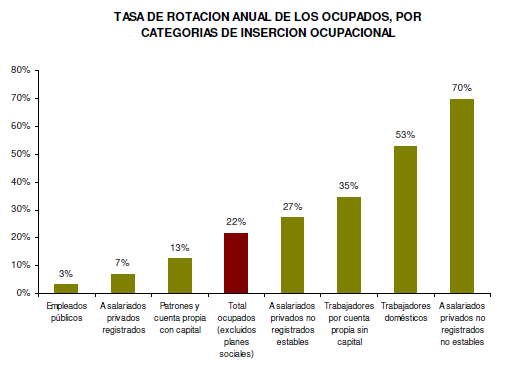 TASA DE ROTACION ANUAL DE LOS OCUPADOS, POR
CATEGORIAS DE INSERCION OCUPACIONAL
80%
70%
60%
50%
40%
30%
20%
10%
0%
3%
7%
13%
22%
27%
35%
53%
70%
Empleados
públicos
Asalariados
privados
registrados
Patrones y
cuenta propia
con capital
Total
ocupados
(excluidos
planes
sociales)
Asalariados
privados no
registrados
estables
Trabajadores
por cuenta
propia sin
capital
Trabajadores
domésticos
Asalariados
privados no
registrados
no estables